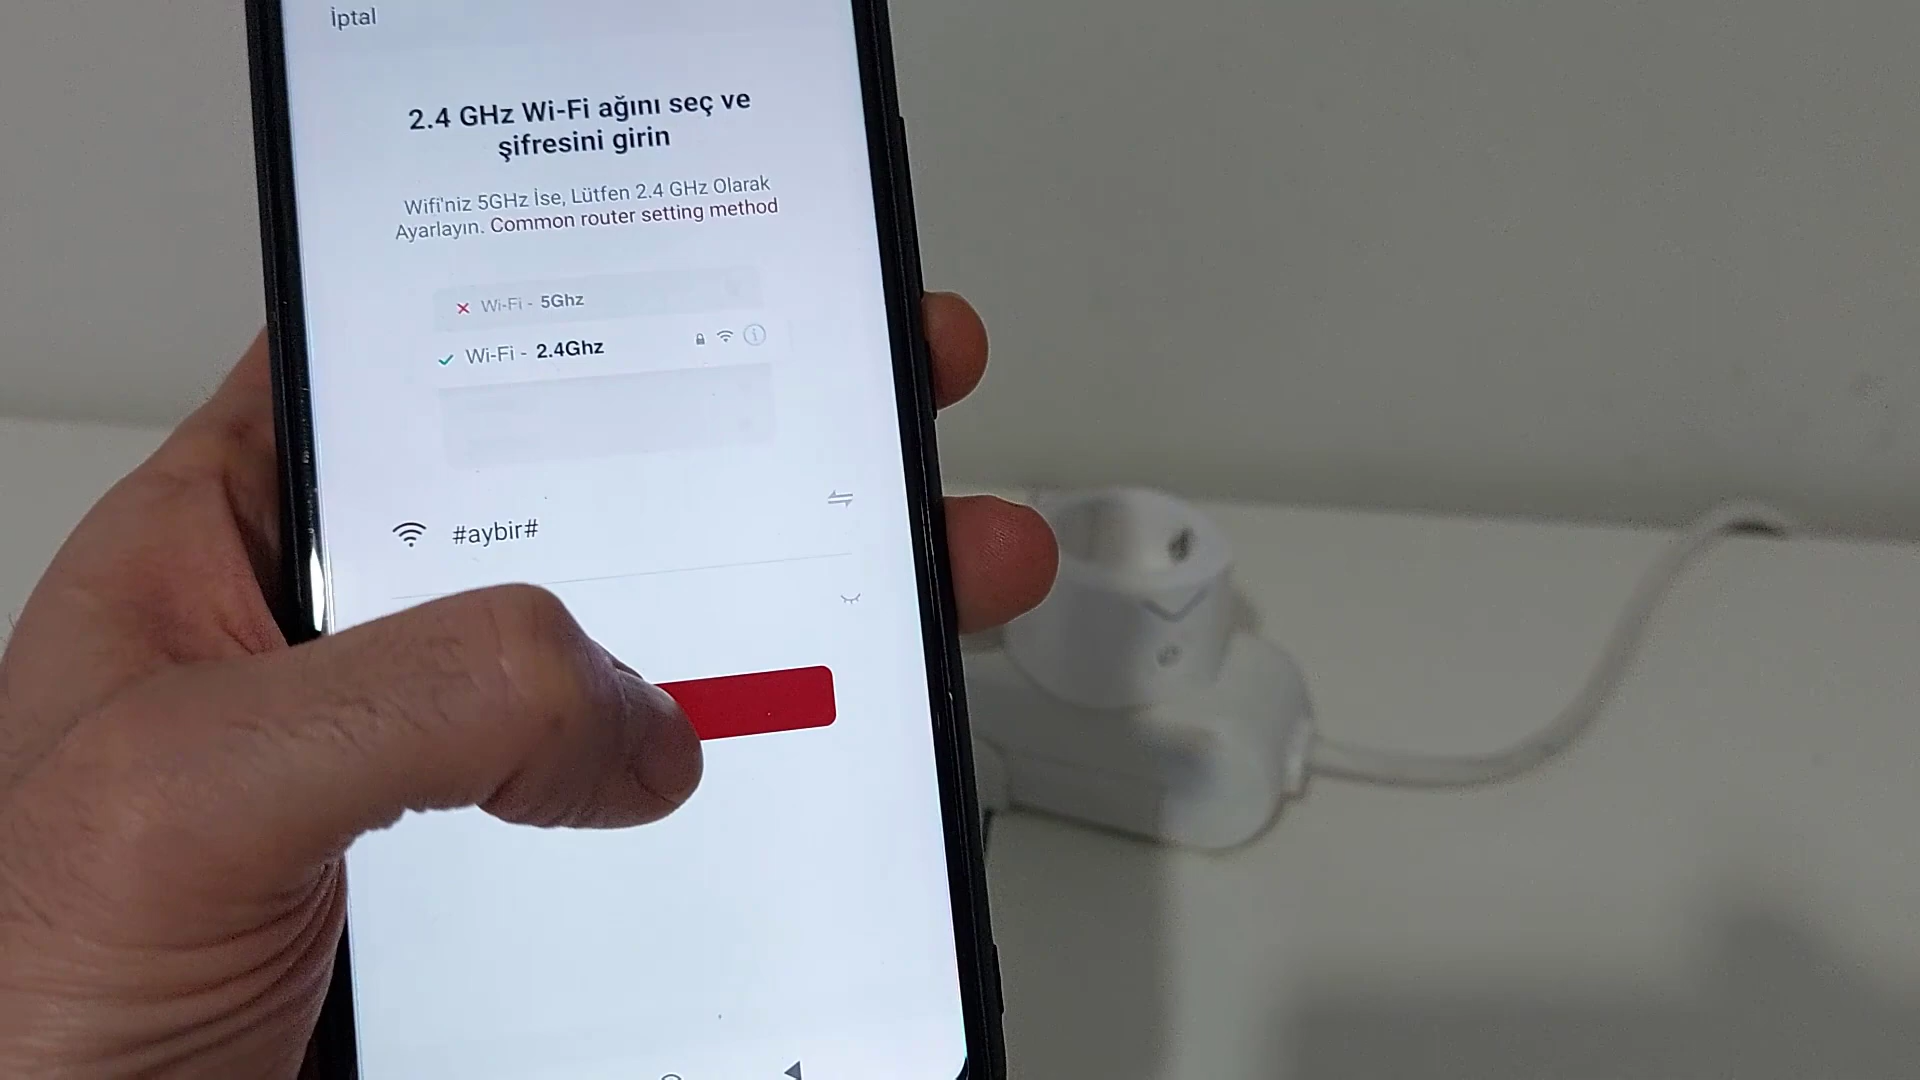 İptal
2.4 GHz Wi-Fi ağını seç ve
şifresini girin
Wifi'niz 5GHz İse, Lütfen 2.4 GHz Olarak
Ayarlayın. Common router setting method
Wi-Fi - 5Ghz
Wi-Fi - 2.4Ghz
#aybir#